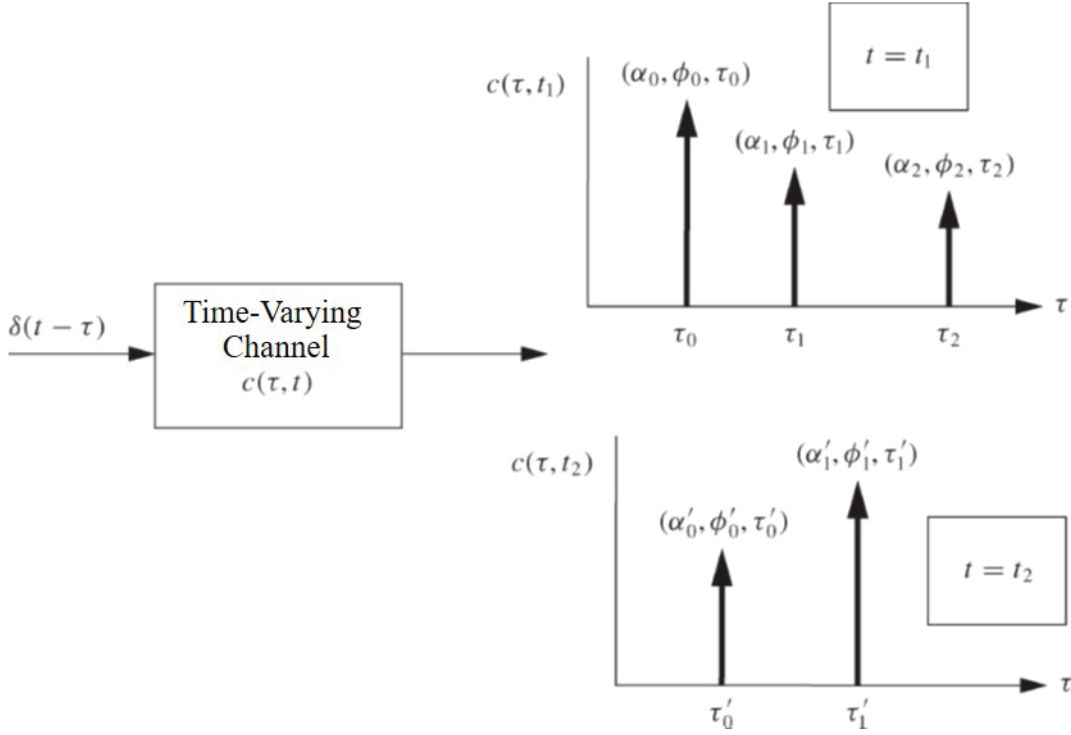 δ(t − τ)
Time-Varying
Channel
c(τ, t)
c(τ, t₁)
(α₀, ϕ₀, τ₀)
(α₁, ϕ₁, τ₁)
(α₂, ϕ₂, τ₂)
t = t₁
τ₀
τ₁
τ₂
τ
c(τ, t₂)
(α′₀, ϕ′₀, τ′₀)
(α′₁, ϕ′₁, τ′₁)
t = t₂
τ′₀
τ′₁
τ